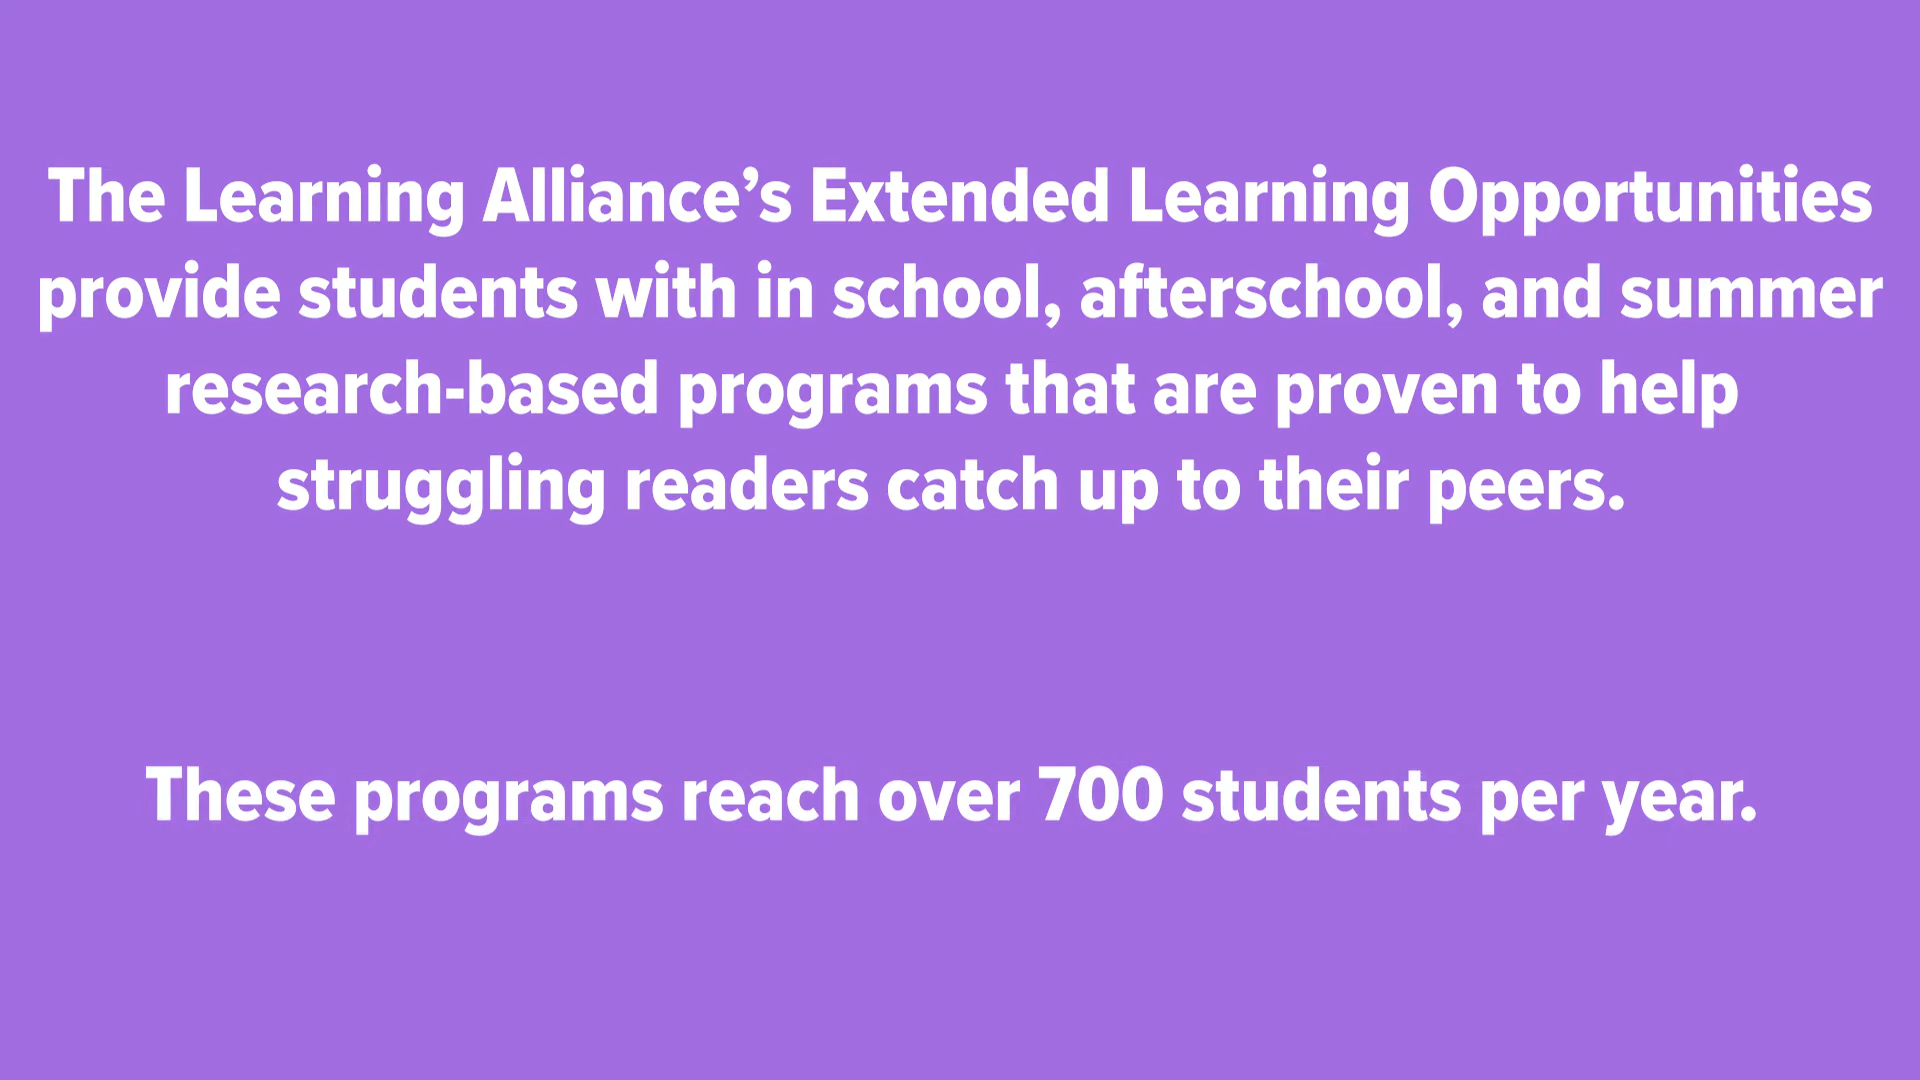 The Learning Alliance’s Extended Learning Opportunities
provide students with in school, afterschool, and summer
research-based programs that are proven to help
struggling readers catch up to their peers.
These programs reach over 700 students per year.